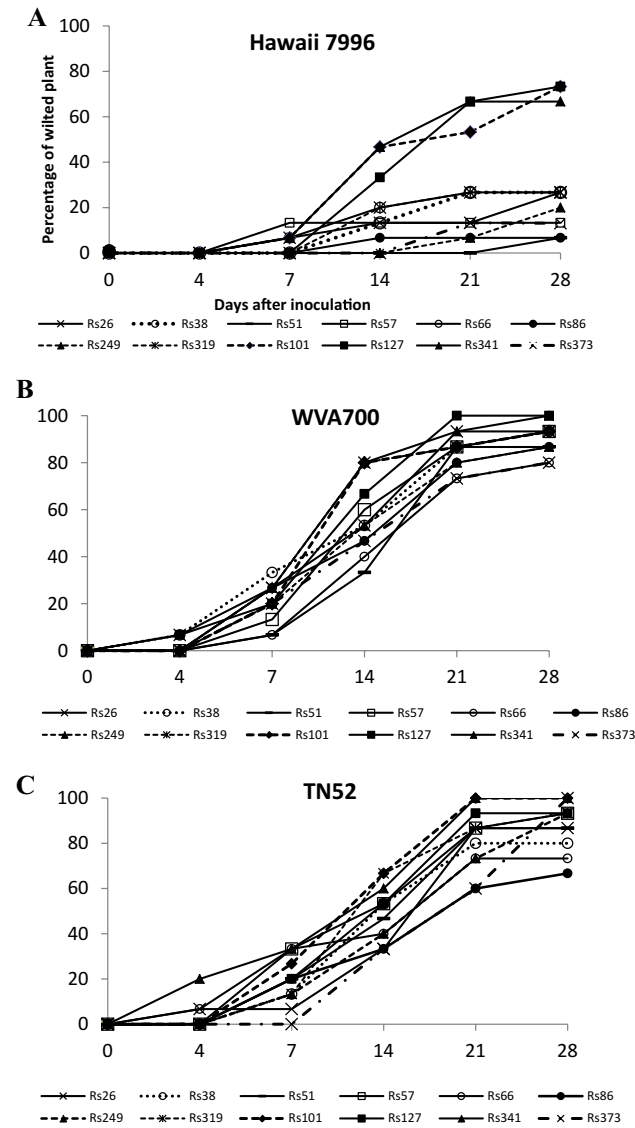 A
Hawaii 7996
Percentage of wilted plant
100
80
60
40
20
0
0 4 7 14 21 28
Days after inoculation
Rs26 Rs38 Rs51 Rs57 Rs66 Rs86
Rs249 Rs319 Rs101 Rs127 Rs341 Rs373
B
WVA700
100
80
60
40
20
0
0 4 7 14 21 28
Rs26 Rs38 Rs51 Rs57 Rs66 Rs86
Rs249 Rs319 Rs101 Rs127 Rs341 Rs373
C
TN52
100
80
60
40
20
0
0 4 7 14 21 28
Rs26 Rs38 Rs51 Rs57 Rs66 Rs86
Rs249 Rs319 Rs101 Rs127 Rs341 Rs373